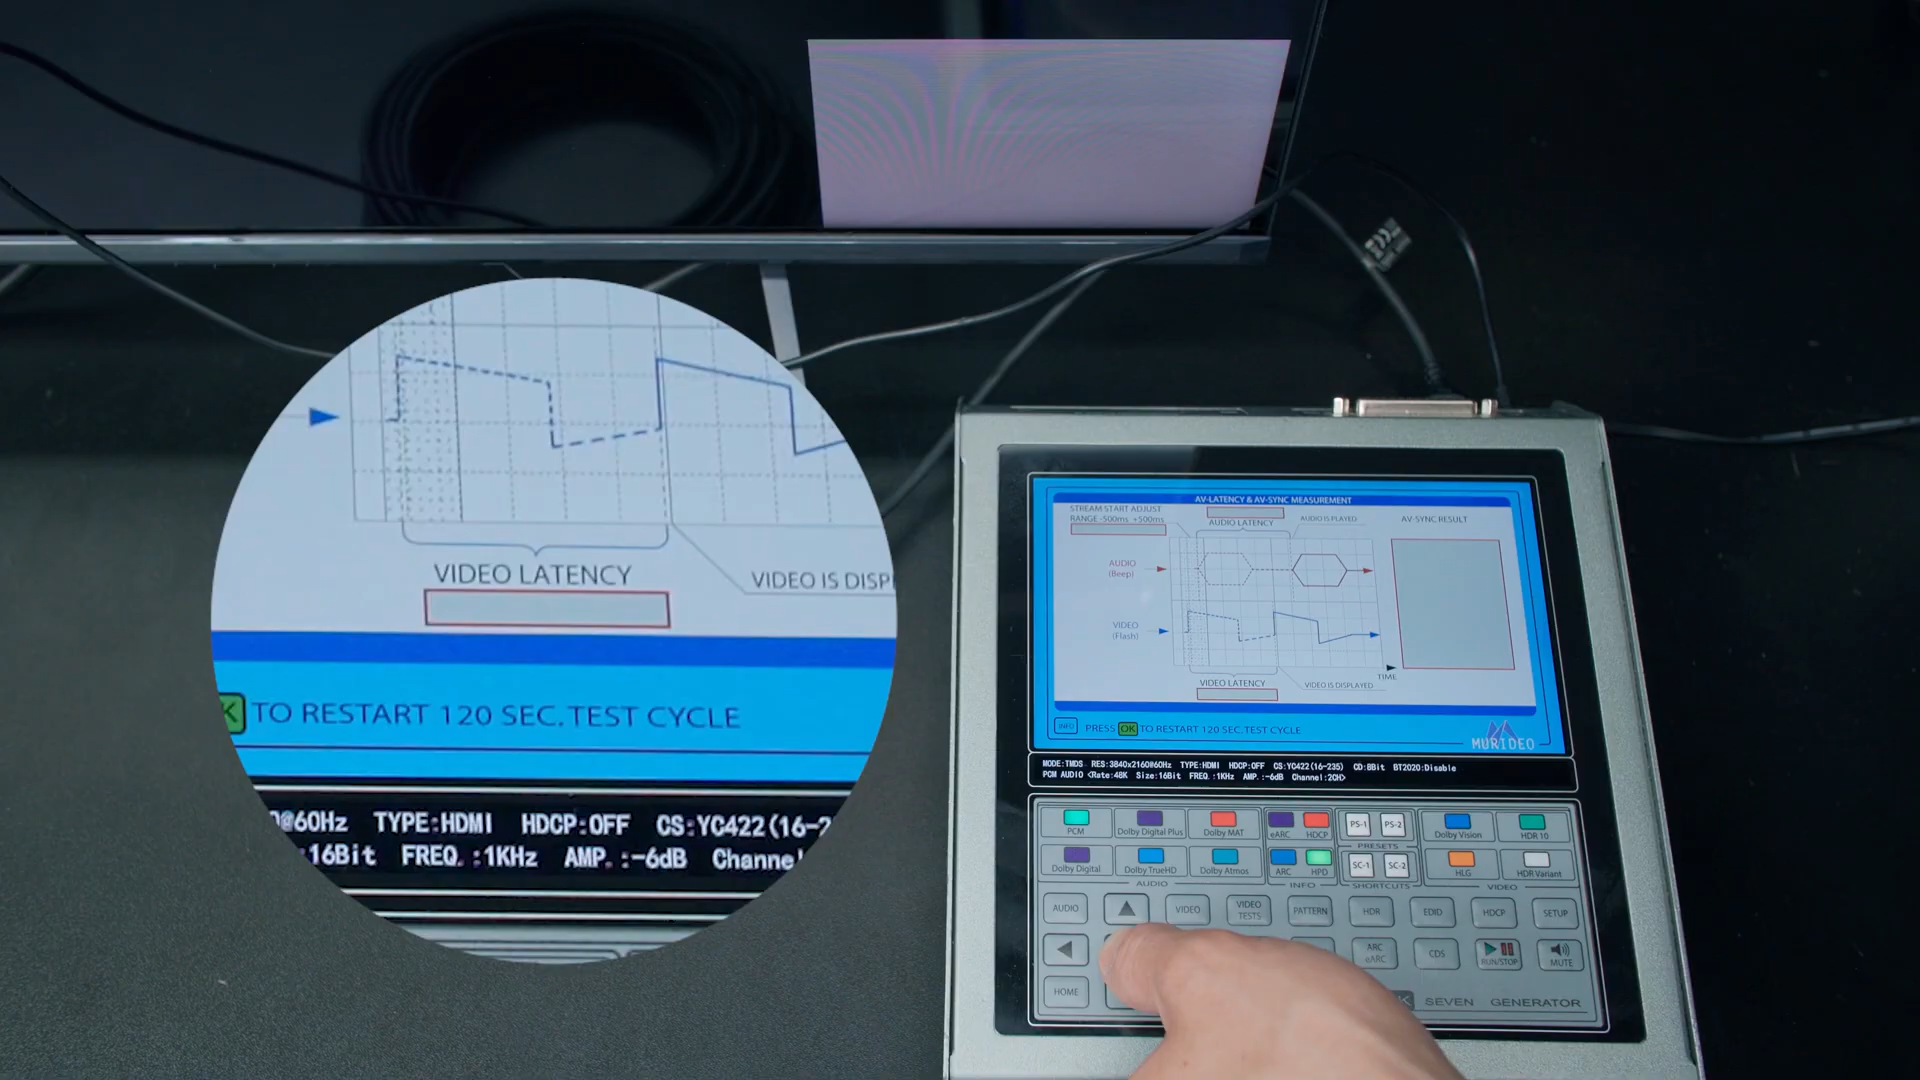 VIDEO LATENCY
VIDEO IS DISP
TO RESTART 120 SEC. TEST CYCLE
@60Hz TYPE:HDMI HDCP:OFF CS:YC422(16-2
:16Bit FREQ.:1KHz AMP.:-6dB Channel
AV-LATENCY & AV-SYNC MEASUREMENT
STREAM START ADJUST
RANGE -500ms +500ms
AUDIO LATENCY
AUDIO IS PLAYED
AV-SYNC RESULT
AUDIO
(Beep)
VIDEO
(Flash)
TIME
VIDEO LATENCY
VIDEO IS DISPLAYED
INFO PRESS OK TO RESTART 120 SEC. TEST CYCLE
MURIDEO
MODE:TMDS RES:3840x2160@60Hz TYPE:HDMI HDCP:OFF CS:YC422(16-235) CD:8Bit BT2020:Disable
PCM AUDIO <Rate:48K Size:16Bit FREQ.:1KHz AMP.:-6dB Channel:2CH>
PCM Dolby Digital Plus Dolby MAT eARC HDCP PS-1 PS-2 Dolby Vision HDR 10
PRESETS
Dolby Digital Dolby TrueHD Dolby Atmos ARC HPD SC-1 SC-2 HLG HDR Variant
AUDIO INFO SHORTCUTS VIDEO
AUDIO VIDEO VIDEO TESTS PATTERN HDR EDID HDCP SETUP
ARC eARC CDS RUN/STOP MUTE
HOME
K SEVEN GENERATOR